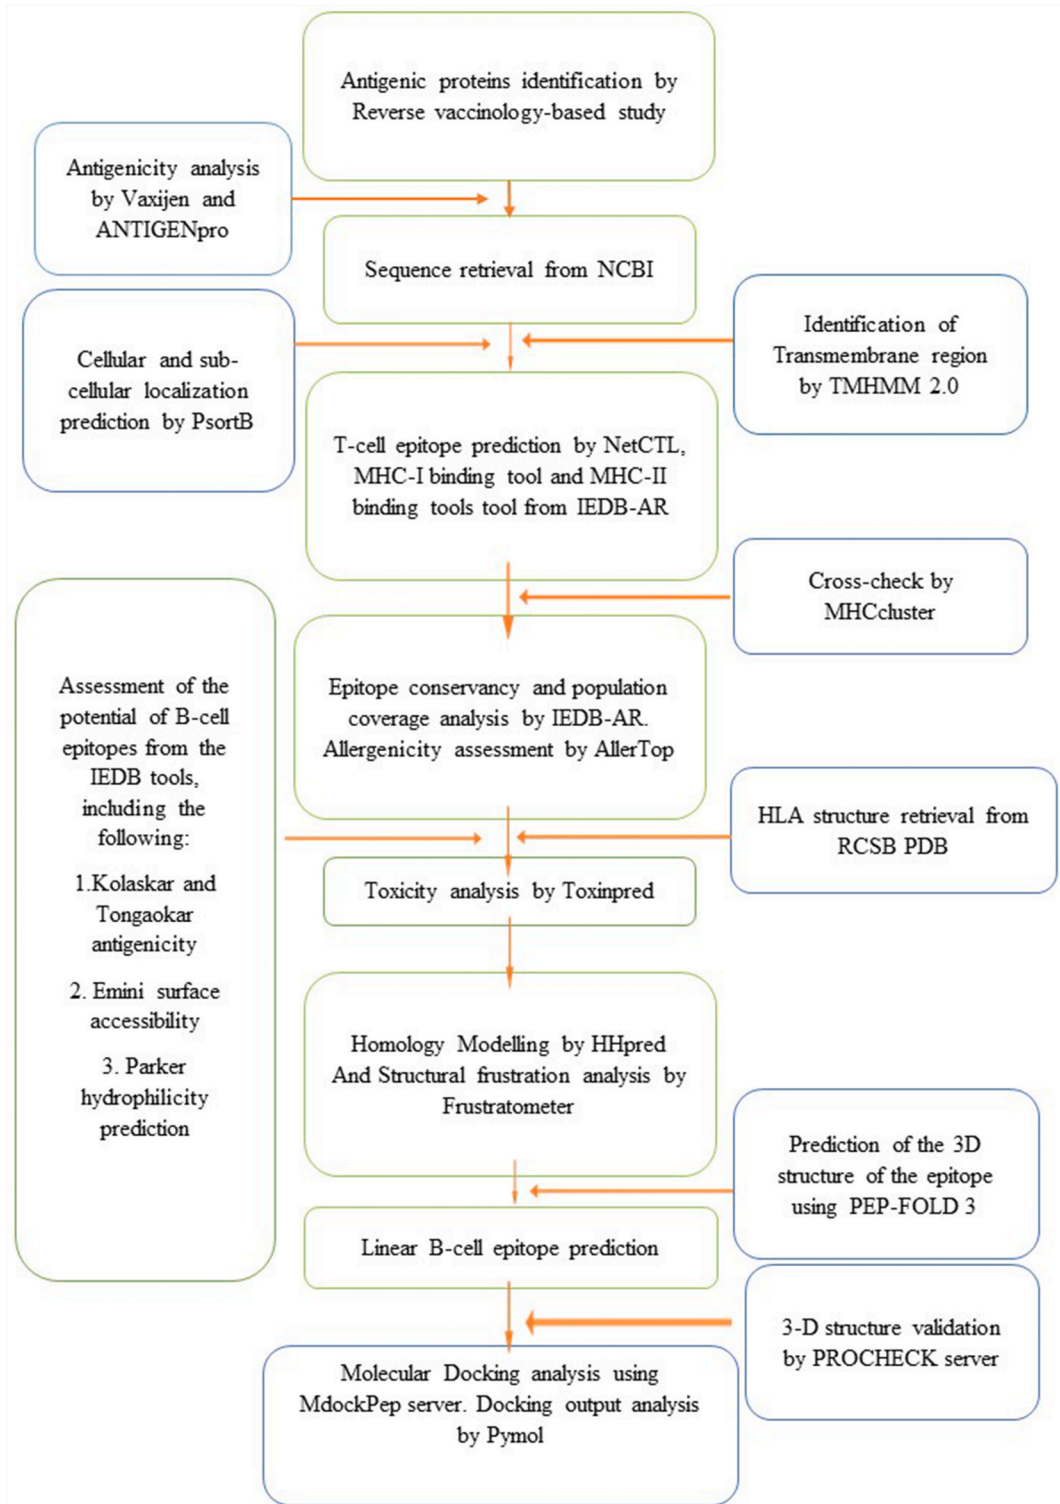 Antigenic proteins identification by
Reverse vaccinology-based study
Antigenicity analysis
by Vaxijen and
ANTIGENpro
Sequence retrieval from NCBI
Cellular and sub-
cellular localization
prediction by PsortB
Identification of
Transmembrane region
by TMHMM 2.0
T-cell epitope prediction by NetCTL,
MHC-I binding tool and MHC-II
binding tools tool from IEDB-AR
Cross-check by
MHCcluster
Assessment of the
potential of B-cell
epitopes from the
IEDB tools,
including the
following:
1.Kolaskar and
Tongaokar
antigenicity
2. Emini surface
accessibility
3. Parker
hydrophilicity
prediction
Epitope conservancy and population
coverage analysis by IEDB-AR.
Allergenicity assessment by AllerTop
HLA structure retrieval from
RCSB PDB
Toxicity analysis by Toxinpred
Homology Modelling by HHpred
And Structural frustration analysis by
Frustratometer
Prediction of the 3D
structure of the epitope
using PEP-FOLD 3
Linear B-cell epitope prediction
3-D structure validation
by PROCHECK server
Molecular Docking analysis using
MdockPep server. Docking output analysis
by Pymol